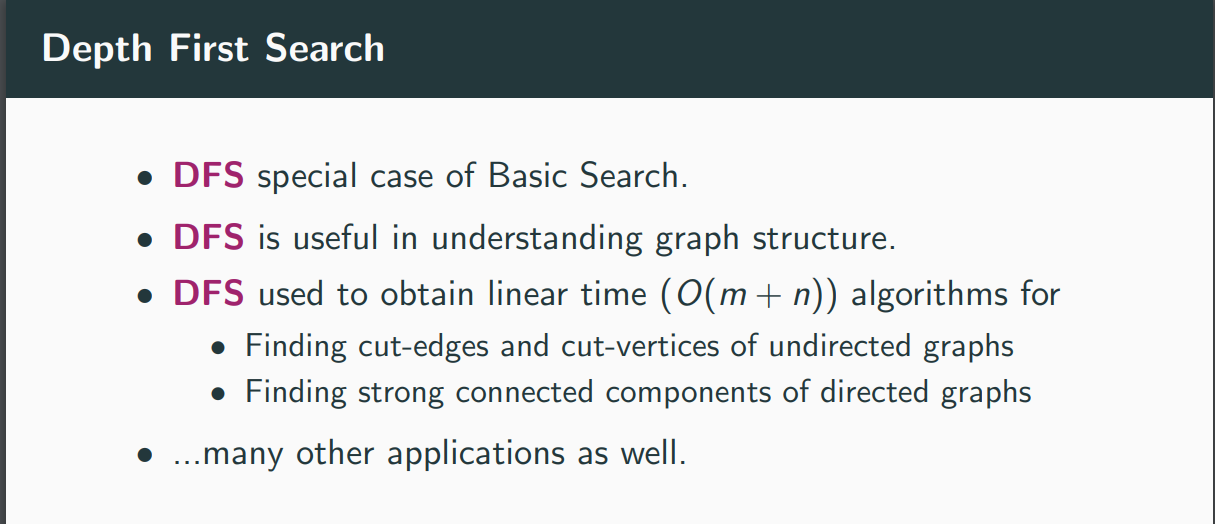 Depth First Search
• DFS special case of Basic Search.
• DFS is useful in understanding graph structure.
• DFS used to obtain linear time (O(m + n)) algorithms for
• Finding cut-edges and cut-vertices of undirected graphs
• Finding strong connected components of directed graphs
• ...many other applications as well.